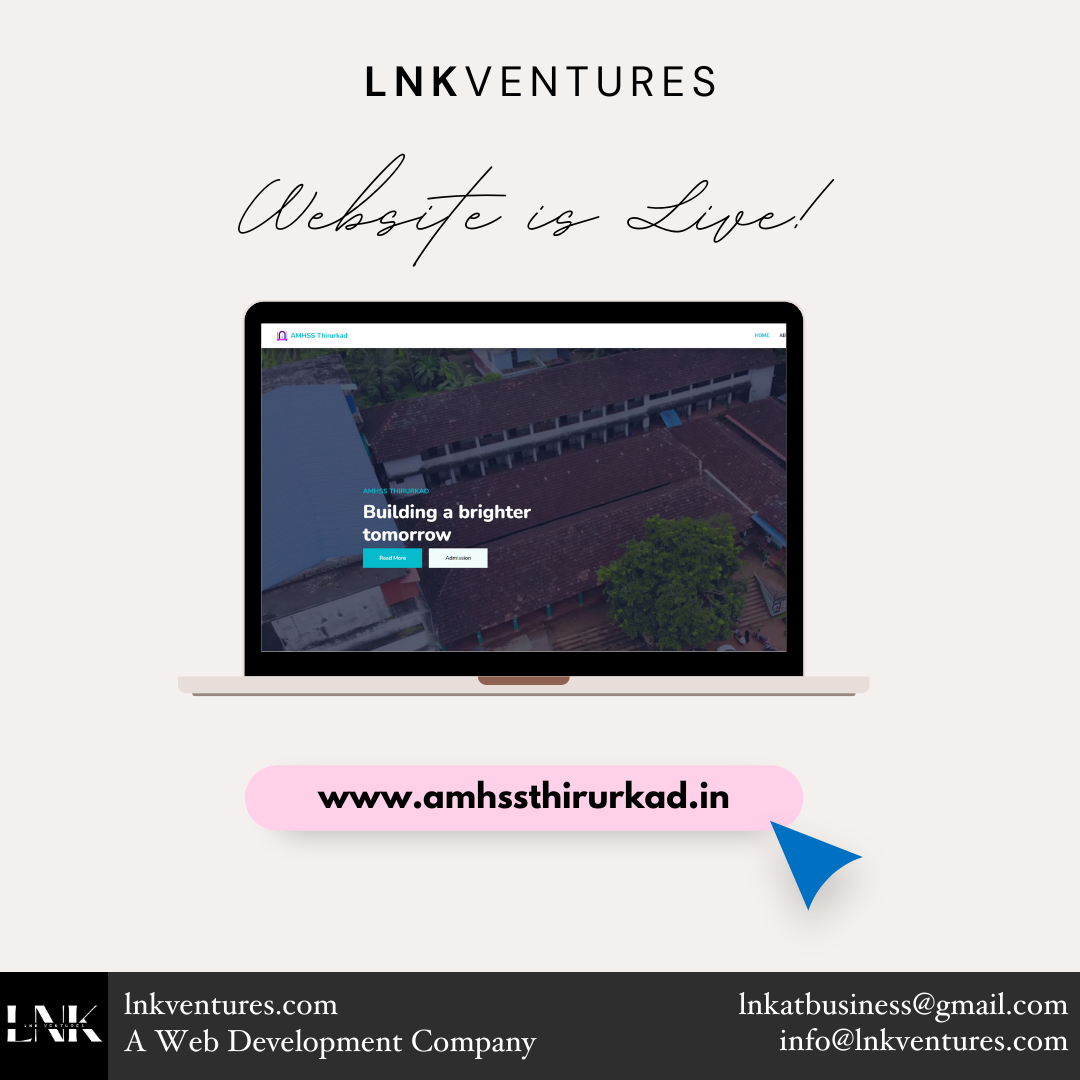 LNKVENTURES
Website is Live!
AMHSS Thirurkad
HOME
AMHSS THIRURKAD
Building a brighter
tomorrow
Read More
Admission
www.amhssthirurkad.in
LNK
LNK VENTURES
lnkventures.com
A Web Development Company
lnkatbusiness@gmail.com
info@lnkventures.com